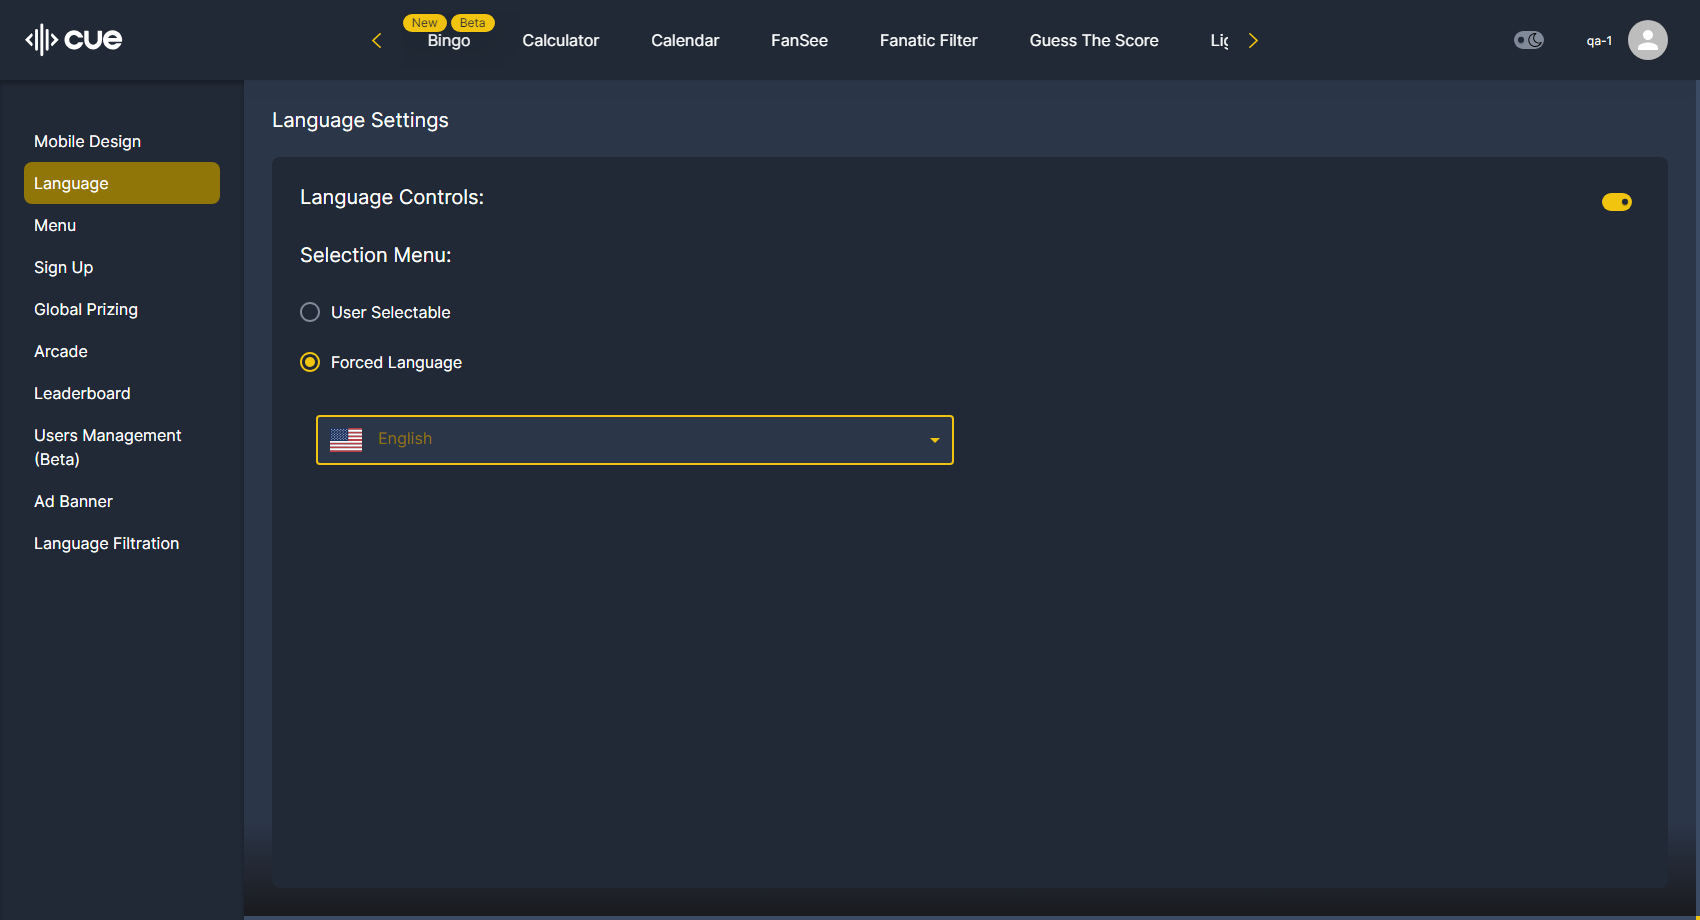 cue
New
Beta
Bingo
Calculator
Calendar
FanSee
Fanatic Filter
Guess The Score
qa-1
Mobile Design
Language
Menu
Sign Up
Global Prizing
Arcade
Leaderboard
Users Management
(Beta)
Ad Banner
Language Filtration
Language Settings
Language Controls:
Selection Menu:
User Selectable
Forced Language
English